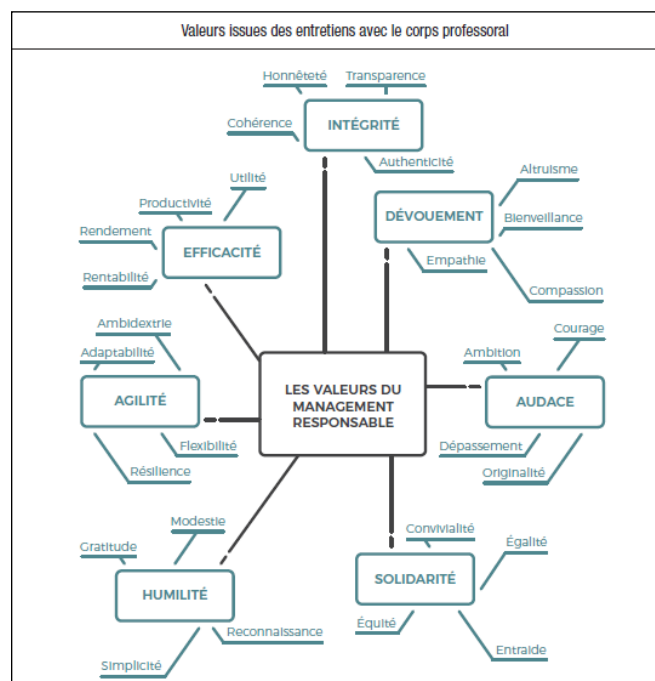 Valeurs issues des entretiens avec le corps professoral
Honnêteté
Transparence
Cohérence
INTÉGRITÉ
Authenticité
Utilité
Productivité
Rendement
EFFICACITÉ
Rentabilité
Altruisme
DÉVOUEMENT
Bienveillance
Empathie
Compassion
Ambidextrie
Adaptabilité
AGILITÉ
Flexibilité
Résilience
LES VALEURS DU
MANAGEMENT
RESPONSABLE
Courage
Ambition
AUDACE
Dépassement
Originalité
Modestie
Gratitude
HUMILITÉ
Reconnaissance
Simplicité
Convivialité
Égalité
SOLIDARITÉ
Équité
Entraide